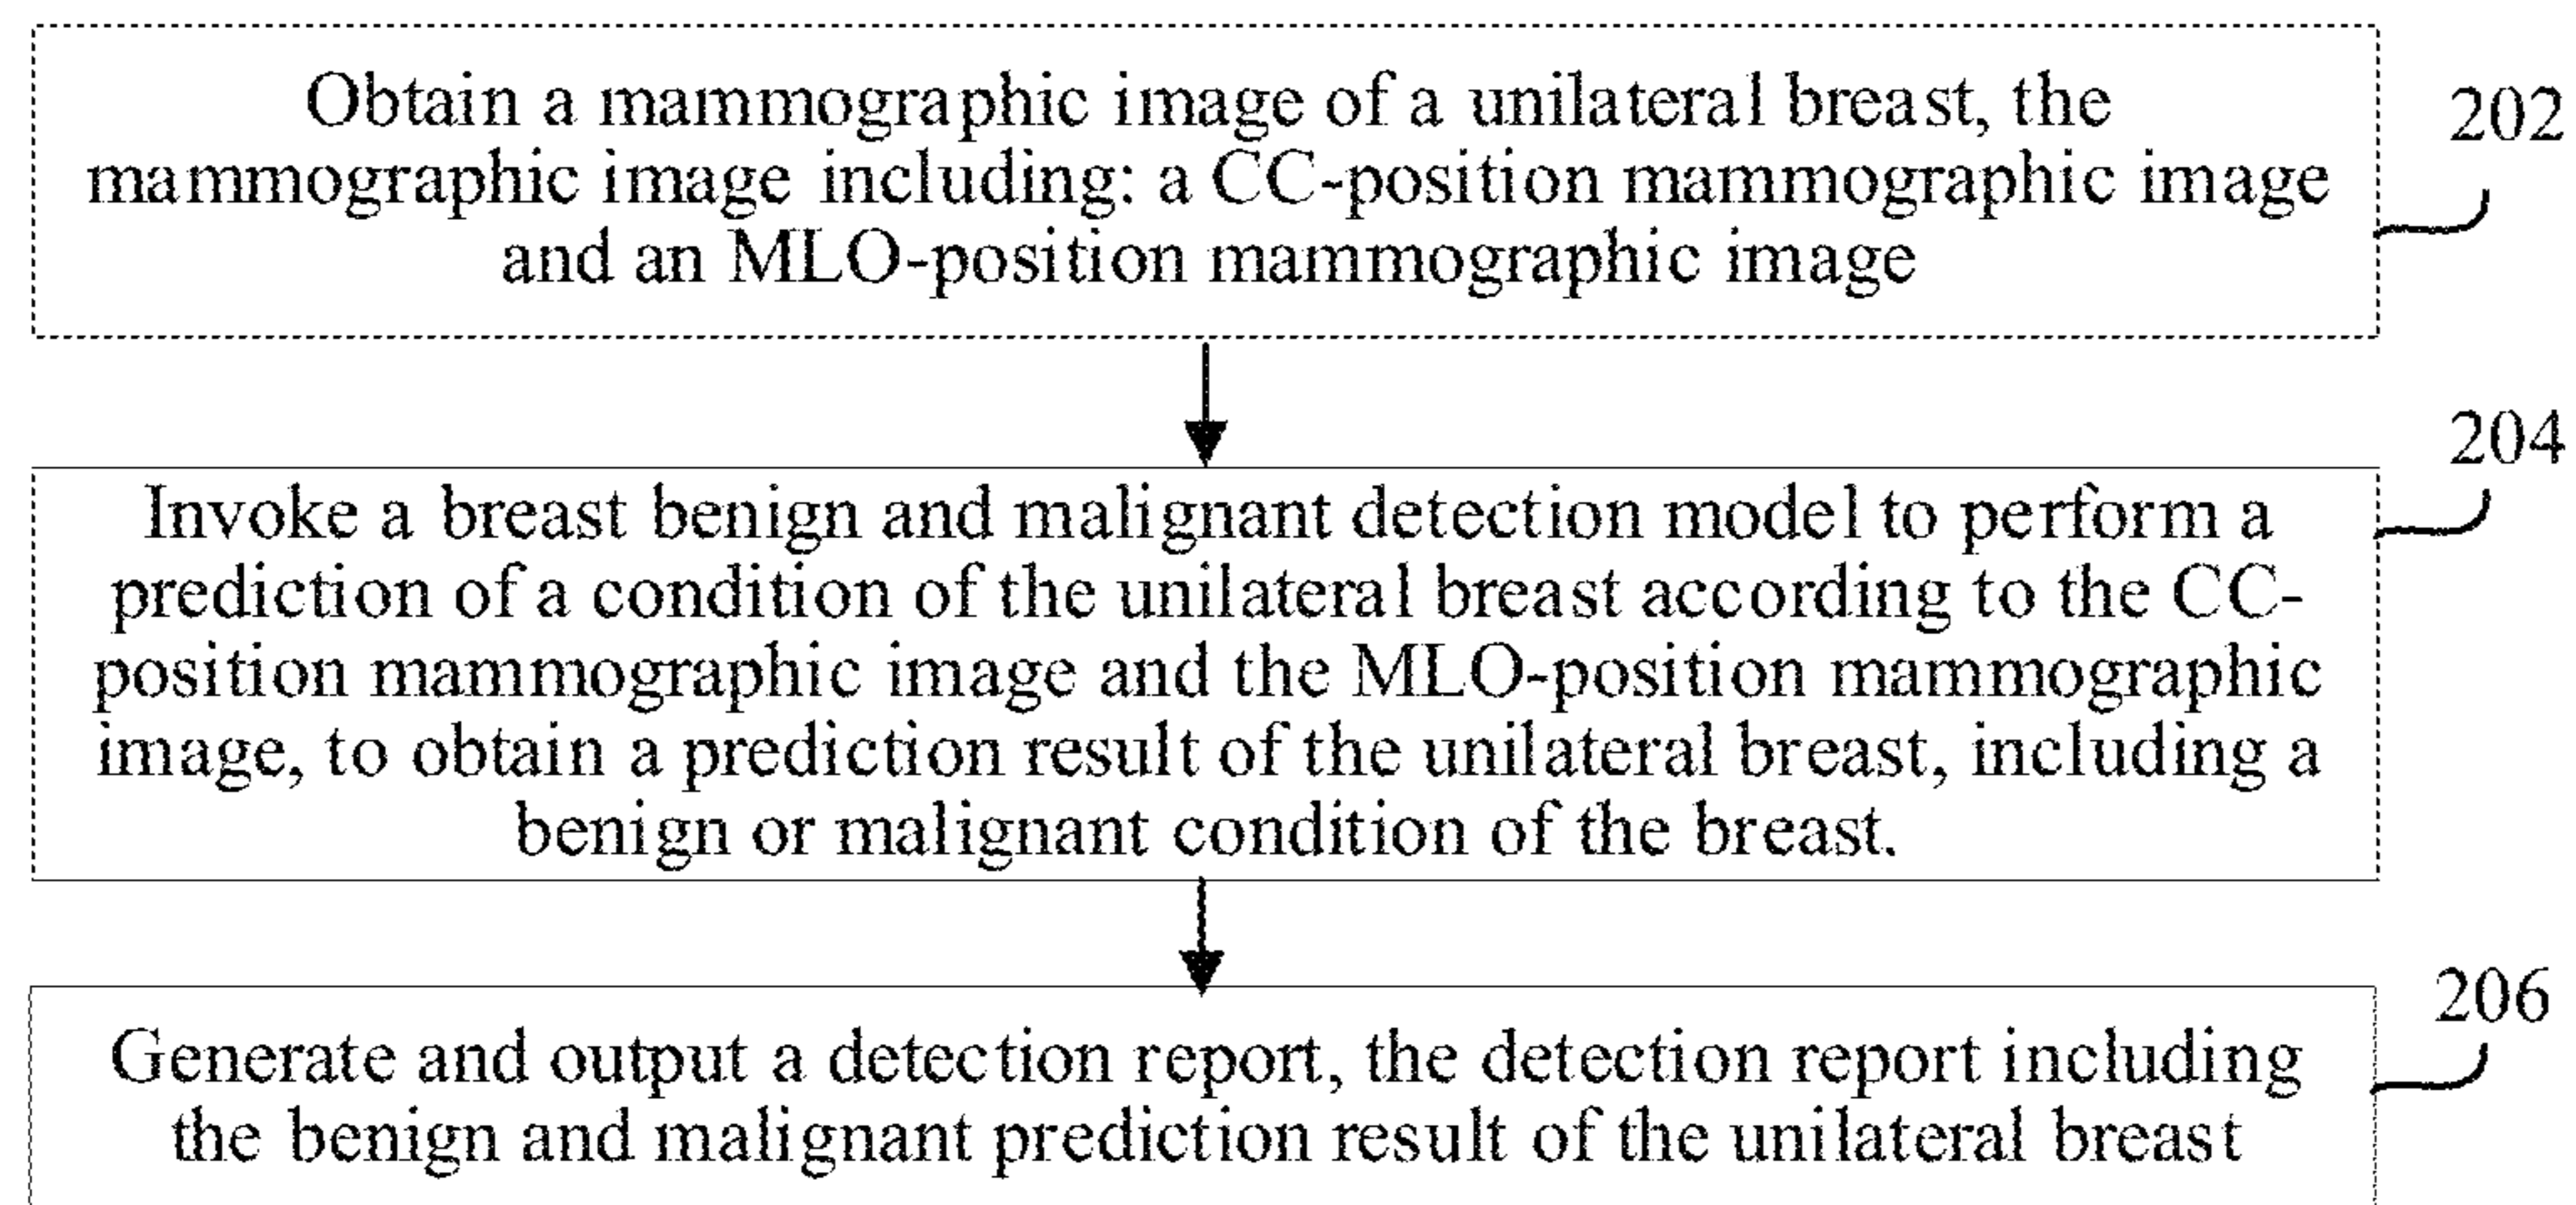 Obtain a mammographic image of a unilateral breast, the
mammographic image including: a CC-position mammographic image
and an MLO-position mammographic image
202
Invoke a breast benign and malignant detection model to perform a
prediction of a condition of the unilateral breast according to the CC-
position mammographic image and the MLO-position mammographic
image, to obtain a prediction result of the unilateral breast, including a
benign or malignant condition of the breast.
204
Generate and output a detection report, the detection report including
the benign and malignant prediction result of the unilateral breast
206